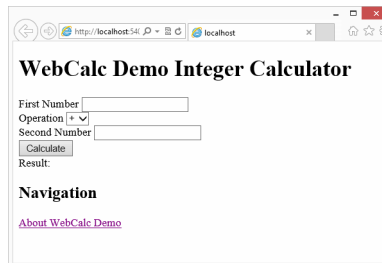 http://localhost:54(
localhost
WebCalc Demo Integer Calculator
First Number
Operation +
Second Number
Calculate
Result:
Navigation
About WebCalc Demo